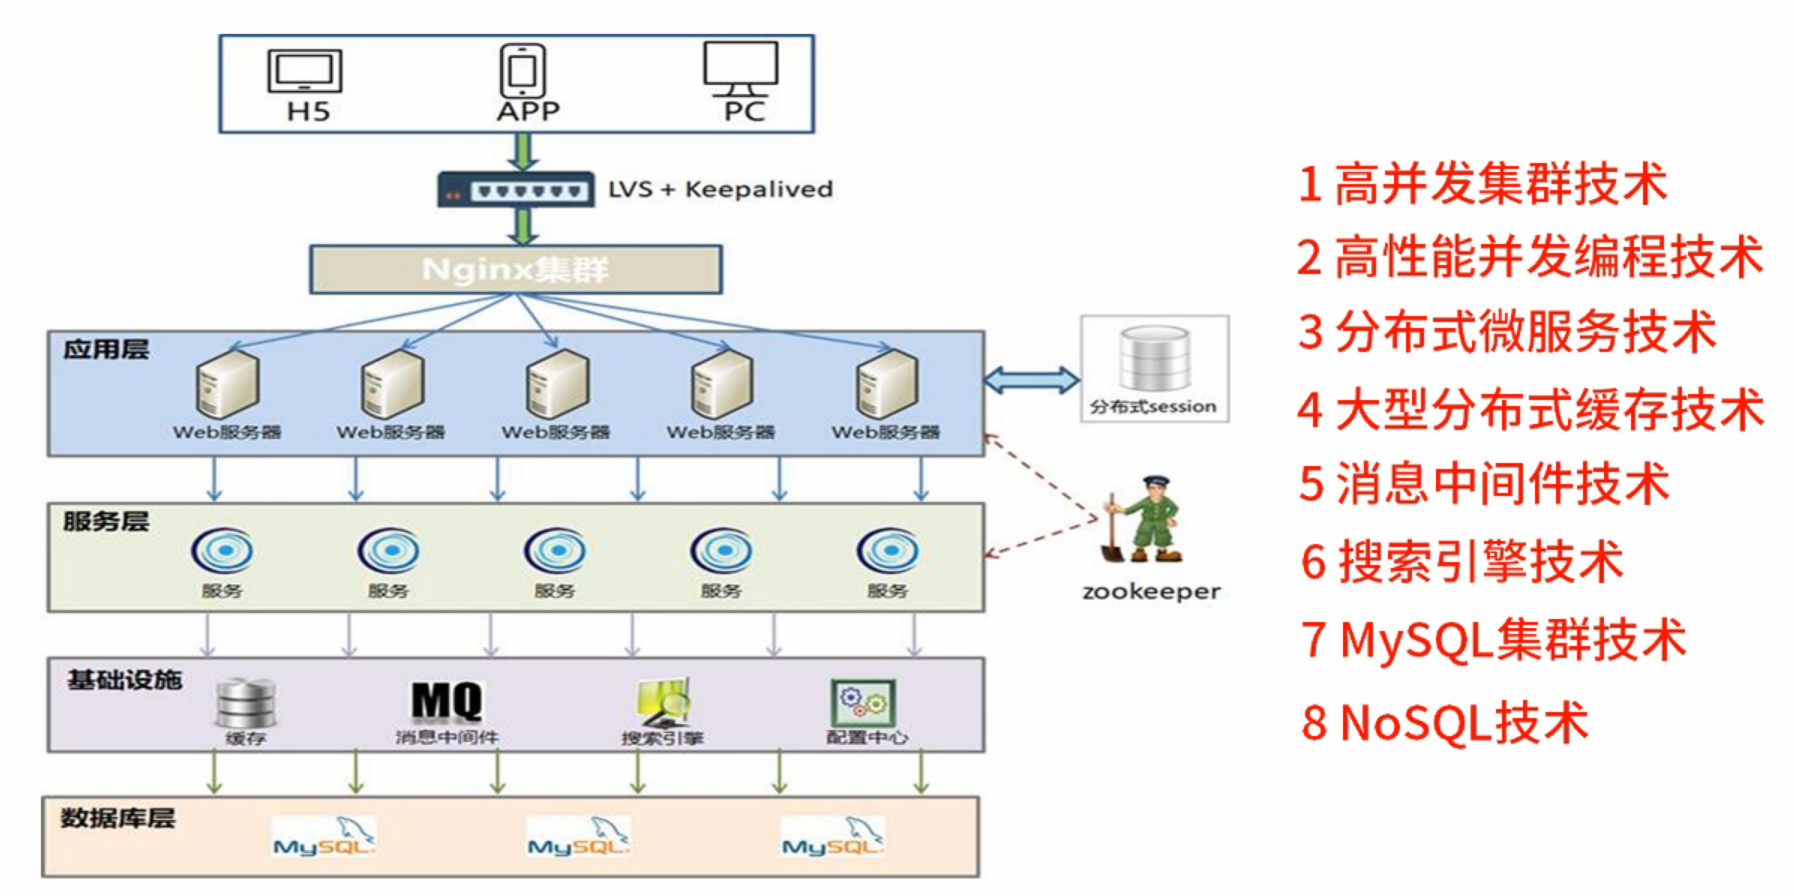 H5 APP PC
LVS + Keepalived
Nginx集群
应用层
Web服务器 Web服务器 Web服务器 Web服务器 Web服务器
分布式session
服务层
服务 服务 服务 服务 服务
zookeeper
基础设施
MQ
缓存 消息中间件 搜索引擎 配置中心
数据库层
MySQL MySQL MySQL
1 高并发集群技术
2 高性能并发编程技术
3 分布式微服务技术
4 大型分布式缓存技术
5 消息中间件技术
6 搜索引擎技术
7 MySQL集群技术
8 NoSQL技术